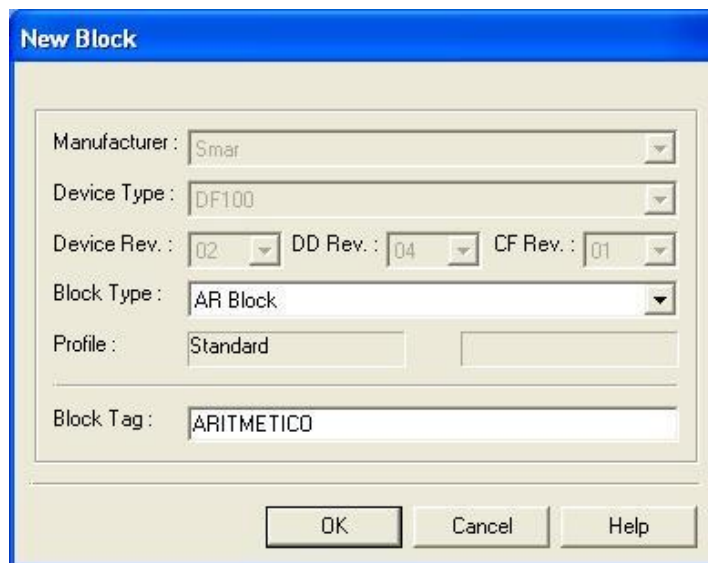 New Block
Manufacturer : Smar
Device Type : DF100
Device Rev. : 02 DD Rev. : 04 CF Rev. : 01
Block Type : AR Block
Profile : Standard
Block Tag : ARITMETICO
OK Cancel Help